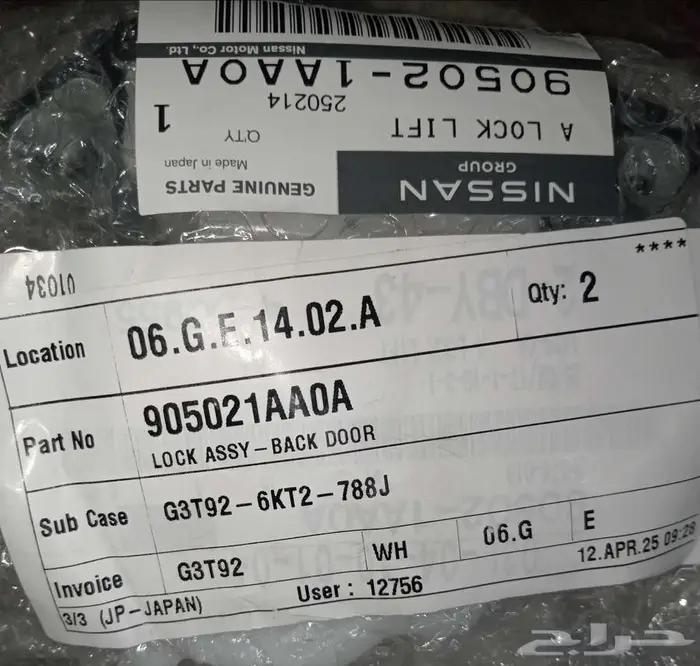 NISSAN
GROUP
GENUINE PARTS
Made in Japan
A LOCK LIFT
Q'TY
1
250214
90502-1AA0A
Nissan Motor Co., Ltd.
01034
****
Location 06.G.E.14.02.A Qty: 2
Part No 905021AA0A
LOCK ASSY-BACK DOOR
Sub Case G3T92-6KT2-788J
Invoice G3T92 WH 06.G E
3/3 (JP-JAPAN) User : 12756 12.APR.25 09:28
حراج